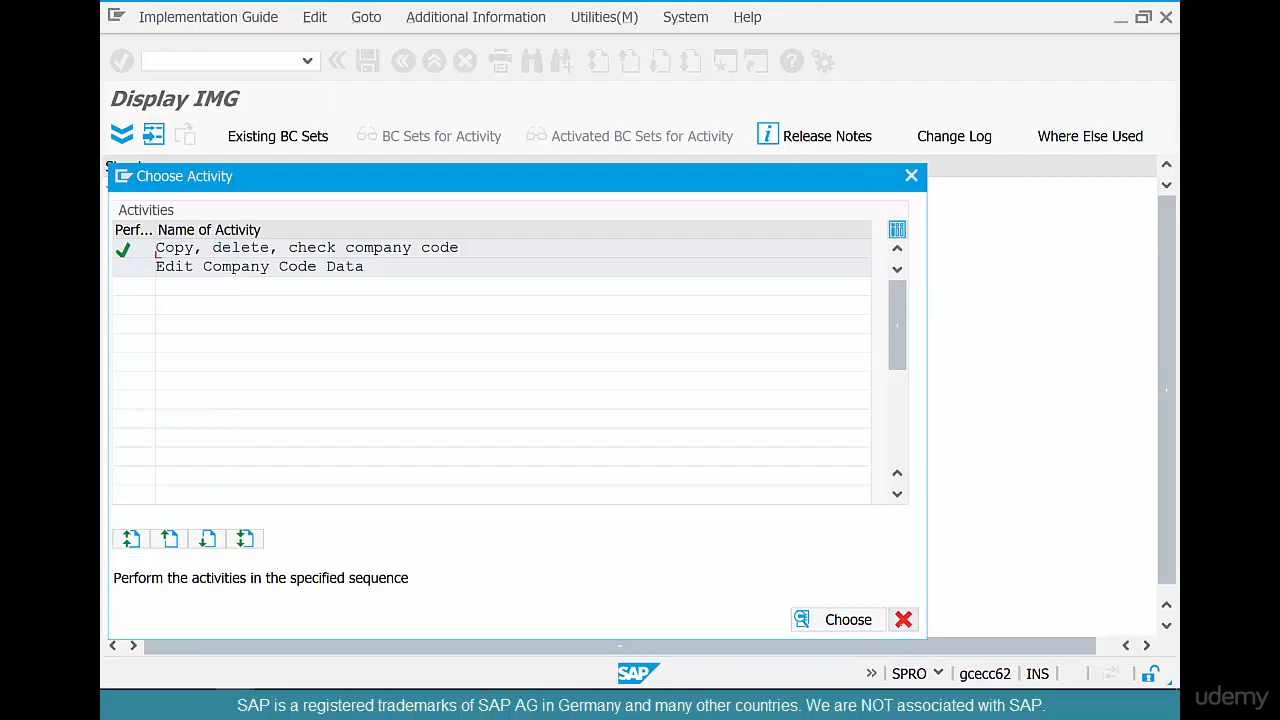 Implementation Guide Edit Goto Additional Information Utilities(M) System Help
Display IMG
Existing BC Sets BC Sets for Activity Activated BC Sets for Activity Release Notes Change Log Where Else Used
Choose Activity
Activities
Perf... Name of Activity
Copy, delete, check company code
Edit Company Code Data
Perform the activities in the specified sequence
Choose
SAP SPRO gcecc62 INS
SAP is a registered trademarks of SAP AG in Germany and many other countries. We are NOT associated with SAP.
udemy